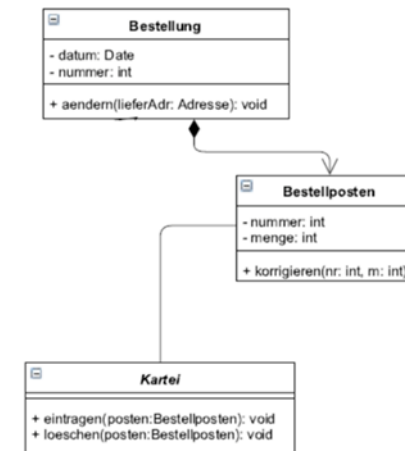 Bestellung
- datum: Date
- nummer: int
+ aendern(lieferAdr: Adresse): void
Bestellposten
- nummer: int
- menge: int
+ korrigieren(nr: int, m: int)
Kartei
+ eintragen(posten:Bestellposten): void
+ loeschen(posten:Bestellposten): void